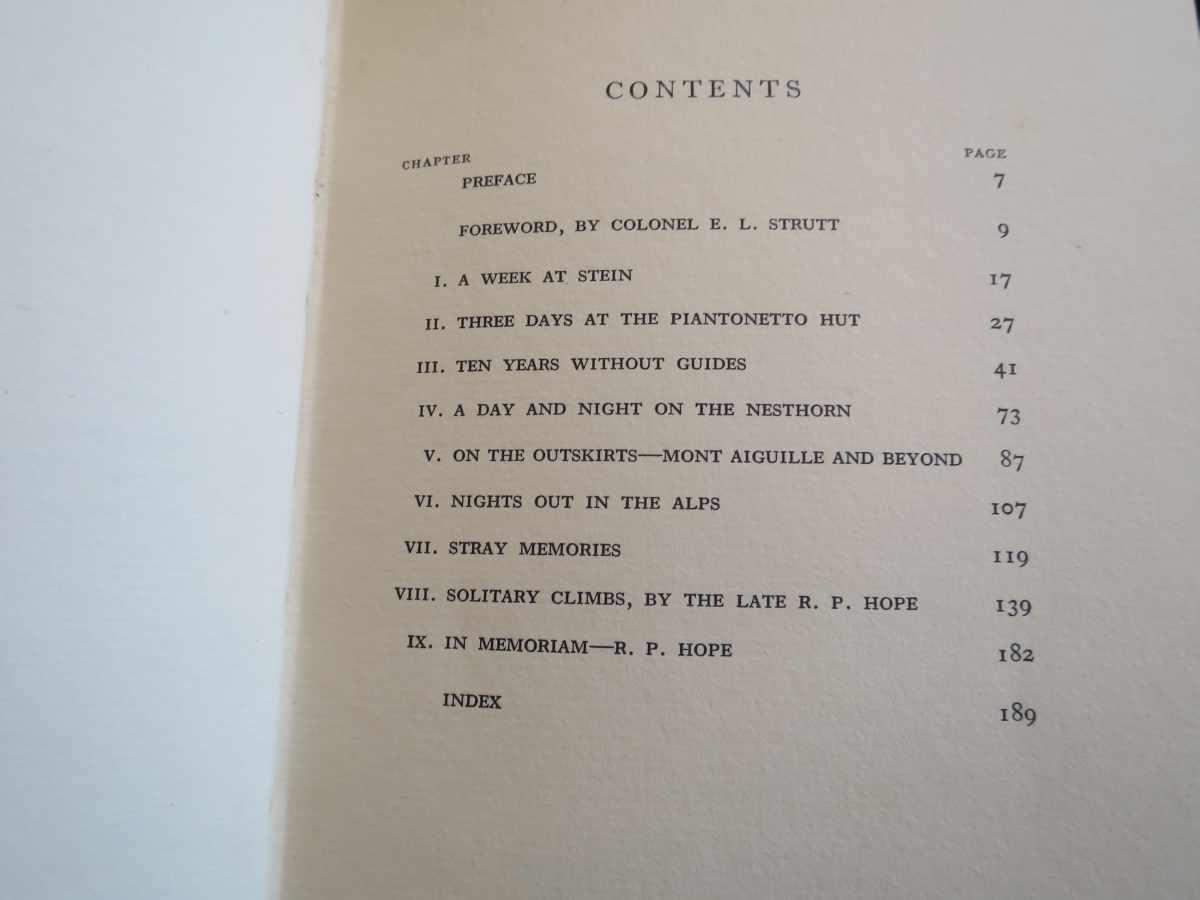 CONTENTS
CHAPTER PAGE
PREFACE 7
FOREWORD, BY COLONEL E. L. STRUTT 9
I. A WEEK AT STEIN 17
II. THREE DAYS AT THE PIANTONETTO HUT 27
III. TEN YEARS WITHOUT GUIDES 41
IV. A DAY AND NIGHT ON THE NESTHORN 73
V. ON THE OUTSKIRTS—MONT AIGUILLE AND BEYOND 87
VI. NIGHTS OUT IN THE ALPS 107
VII. STRAY MEMORIES 119
VIII. SOLITARY CLIMBS, BY THE LATE R. P. HOPE 139
IX. IN MEMORIAM—R. P. HOPE 182
INDEX 189